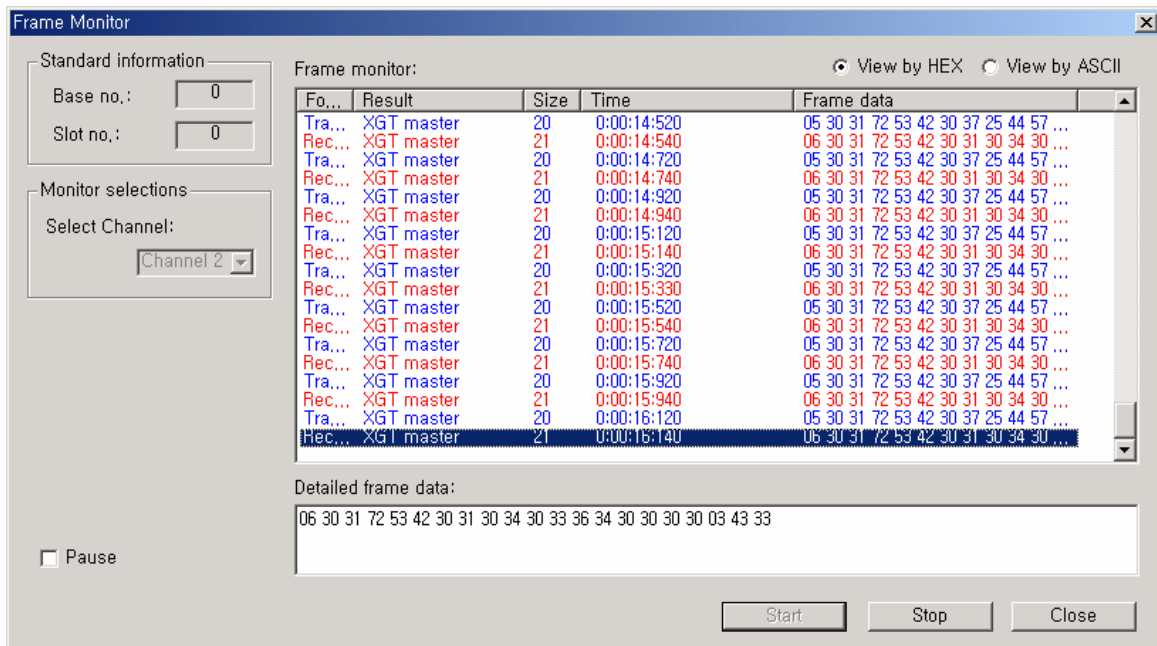 Frame Monitor
Standard information
Base no.: 0
Slot no.: 0
Monitor selections
Select Channel:
Channel 2
Pause
Frame monitor: View by HEX View by ASCII
Fo... Result Size Time Frame data
Tra... XGT master 20 0:00:14:520 05 30 31 72 53 42 30 37 25 44 57 ...
Rec... XGT master 21 0:00:14:540 06 30 31 72 53 42 30 31 30 34 30 ...
Tra... XGT master 20 0:00:14:720 05 30 31 72 53 42 30 37 25 44 57 ...
Rec... XGT master 21 0:00:14:740 06 30 31 72 53 42 30 31 30 34 30 ...
Tra... XGT master 20 0:00:14:920 05 30 31 72 53 42 30 37 25 44 57 ...
Rec... XGT master 21 0:00:14:940 06 30 31 72 53 42 30 31 30 34 30 ...
Tra... XGT master 20 0:00:15:120 05 30 31 72 53 42 30 37 25 44 57 ...
Rec... XGT master 21 0:00:15:140 06 30 31 72 53 42 30 31 30 34 30 ...
Tra... XGT master 20 0:00:15:320 05 30 31 72 53 42 30 37 25 44 57 ...
Rec... XGT master 21 0:00:15:330 06 30 31 72 53 42 30 31 30 34 30 ...
Tra... XGT master 20 0:00:15:520 05 30 31 72 53 42 30 37 25 44 57 ...
Rec... XGT master 21 0:00:15:540 06 30 31 72 53 42 30 31 30 34 30 ...
Tra... XGT master 20 0:00:15:720 05 30 31 72 53 42 30 37 25 44 57 ...
Rec... XGT master 21 0:00:15:740 06 30 31 72 53 42 30 31 30 34 30 ...
Tra... XGT master 20 0:00:15:920 05 30 31 72 53 42 30 37 25 44 57 ...
Rec... XGT master 21 0:00:15:940 06 30 31 72 53 42 30 31 30 34 30 ...
Tra... XGT master 20 0:00:16:120 05 30 31 72 53 42 30 37 25 44 57 ...
Rec... XGT master 21 0:00:16:140 06 30 31 72 53 42 30 31 30 34 30 ...
Detailed frame data:
06 30 31 72 53 42 30 31 30 34 30 33 36 34 30 30 30 30 03 43 33
Start Stop Close